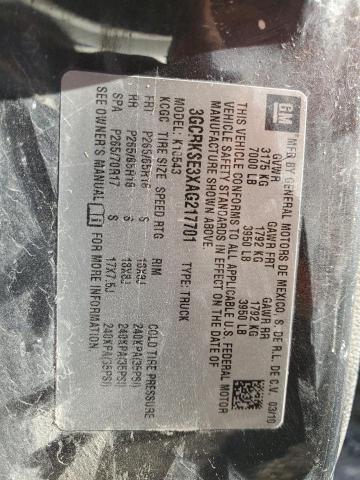 GM
MFD BY GENERAL MOTORS DE MEXICO, S. DE R.L. DE C.V. 03/10
GVWR GAWR FRT GAWR RR
3175 KG 1792 KG 1792 KG
7000 LB 3950 LB 3950 LB
THIS VEHICLE CONFORMS TO ALL APPLICABLE U.S. FEDERAL MOTOR
VEHICLE SAFETY STANDARDS IN EFFECT ON THE DATE OF
MANUFACTURE SHOWN ABOVE.
3GCRKSE3XAG217701 TYPE: TRUCK
KCGC K10543
TIRE SIZE SPEED RTG RIM COLD TIRE PRESSURE
FRT P265/65R18 S 18X8J 240KPA(35PSI)
RR P265/65R18 S 18X8J 240KPA(35PSI)
SPA P265/70R17 S 17X7.5J 240KPA(35PSI)
SEE OWNER'S MANUAL FOR MORE INFORMATION.